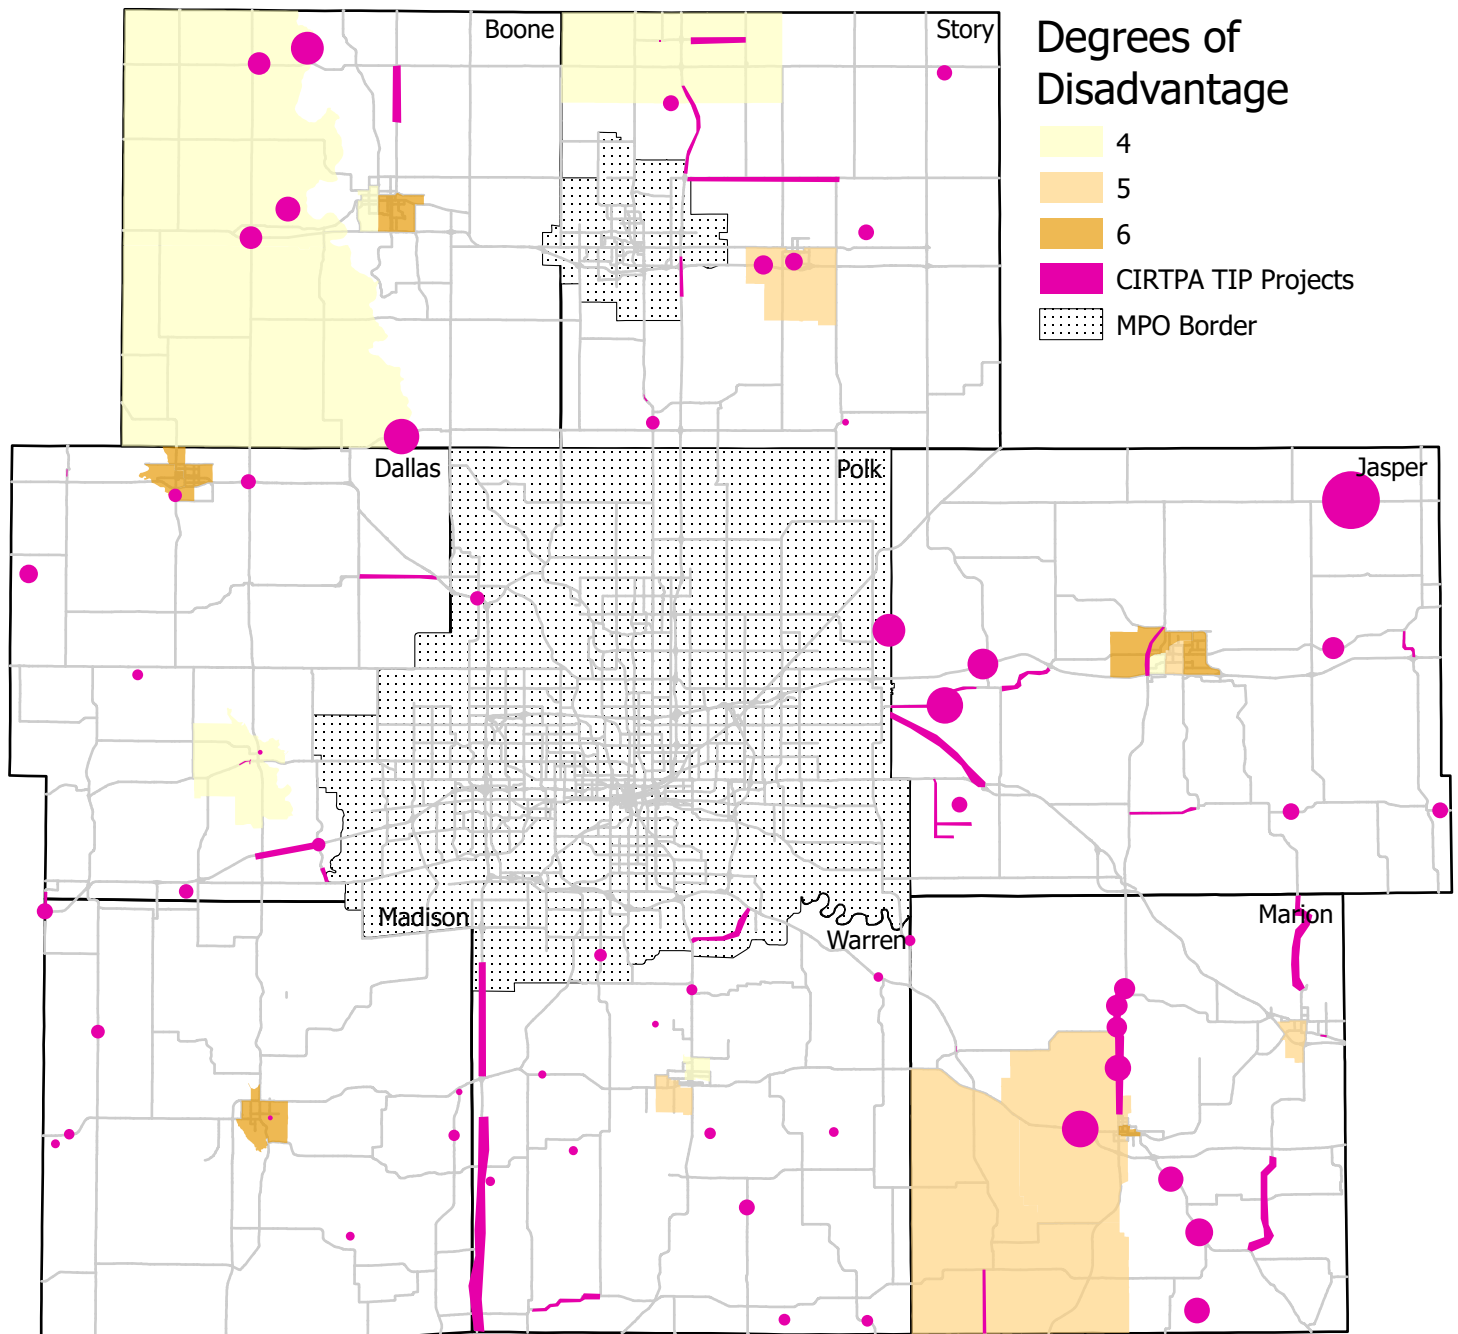 Boone
Story
Degrees of
Disadvantage
4
5
6
CIRTPA TIP Projects
MPO Border
Dallas
Polk
Jasper
Madison
Warren
Marion